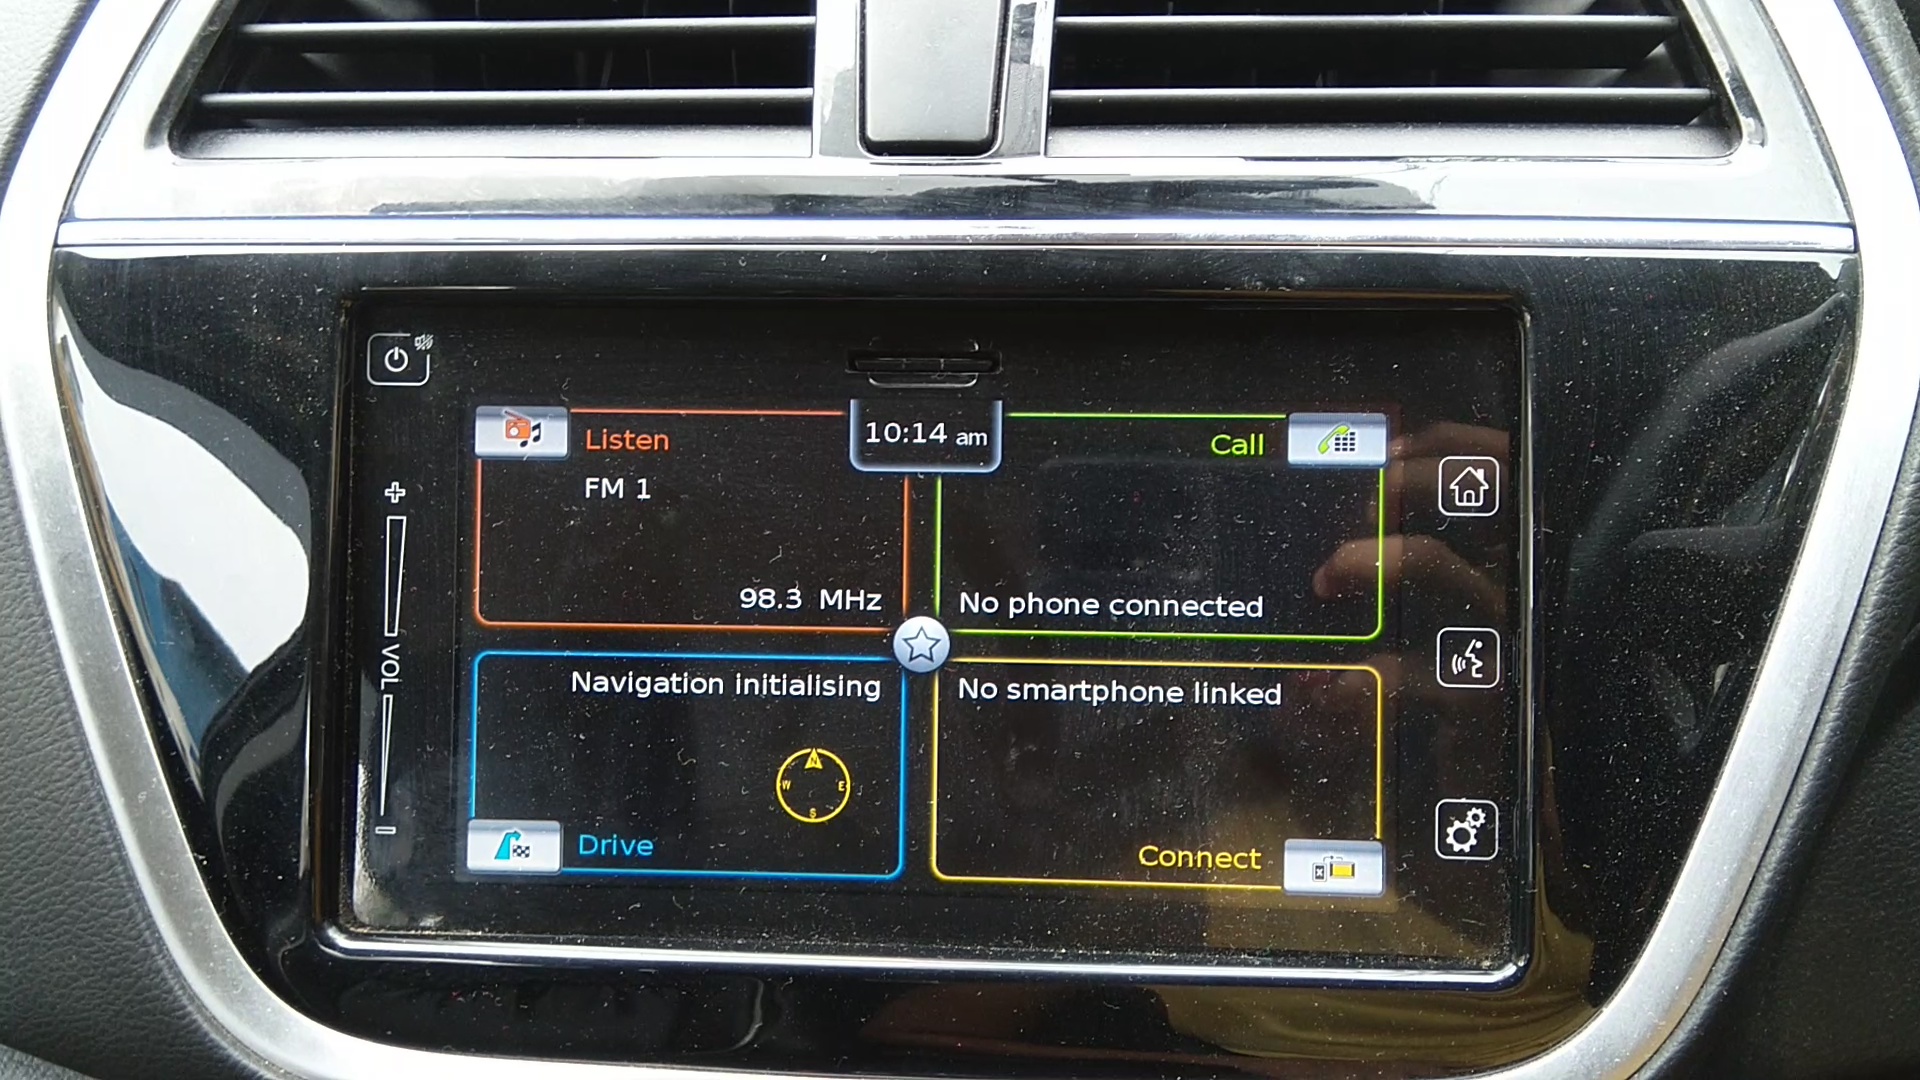 10:14 am
Listen
FM 1
98.3 MHz
Call
No phone connected
VOL
Navigation initialising
N
W E
S
Drive
No smartphone linked
Connect